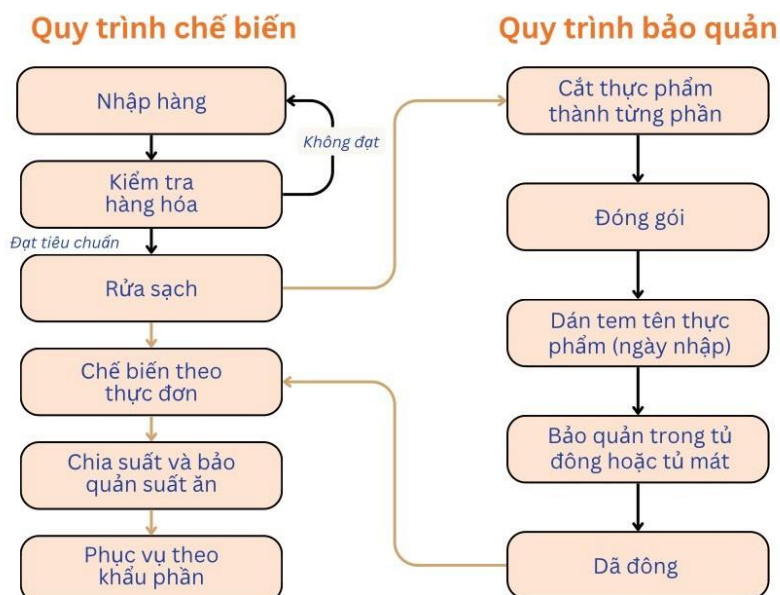 Quy trình chế biến
Nhập hàng
Không đạt
Kiểm tra
hàng hóa
Đạt tiêu chuẩn
Rửa sạch
Chế biến theo
thực đơn
Chia suất và bảo
quản suất ăn
Phục vụ theo
khẩu phần
Quy trình bảo quản
Cắt thực phẩm
thành từng phần
Đóng gói
Dán tem tên thực
phẩm (ngày nhập)
Bảo quản trong tủ
đông hoặc tủ mát
Dã đông